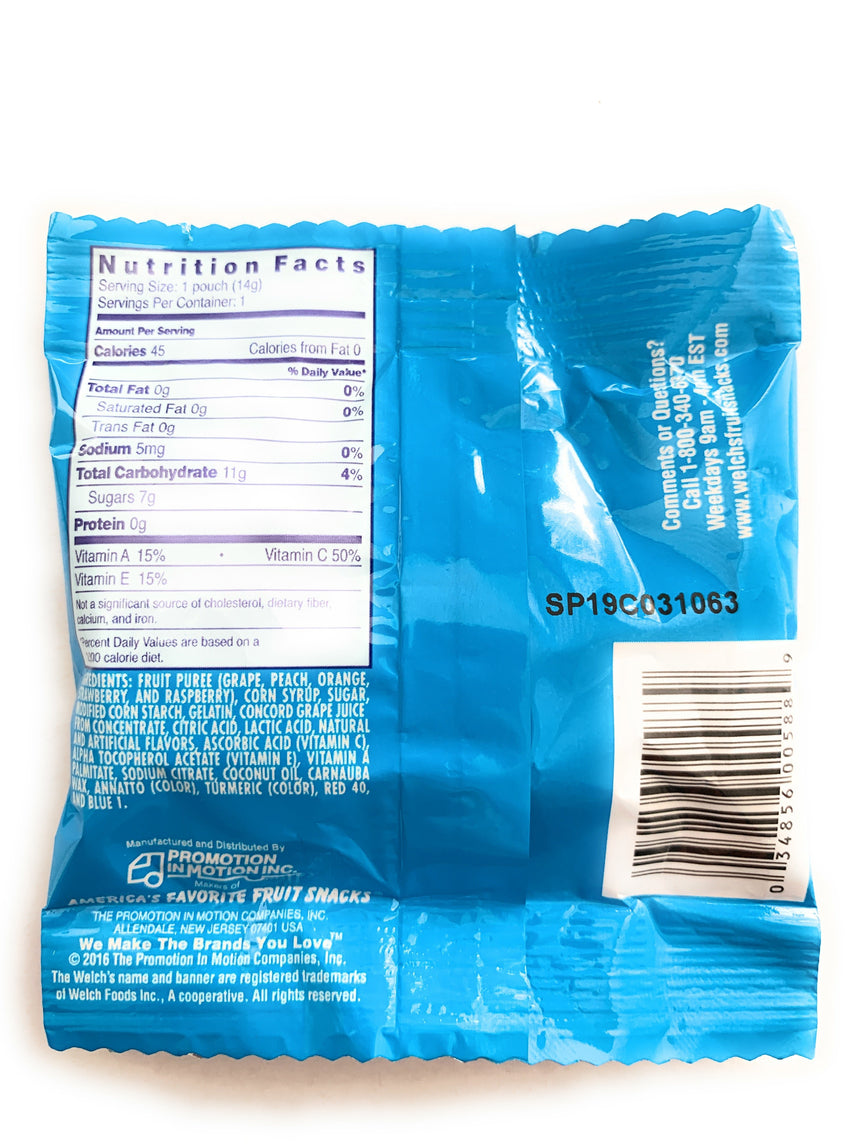 Nutrition Facts
Serving Size: 1 pouch (14g)
Servings Per Container: 1
Amount Per Serving
Calories 45 Calories from Fat 0
% Daily Value*
Total Fat 0g 0%
Saturated Fat 0g 0%
Trans Fat 0g
Sodium 5mg 0%
Total Carbohydrate 11g 4%
Sugars 7g
Protein 0g
Vitamin A 15% • Vitamin C 50%
Vitamin E 15%
Not a significant source of cholesterol, dietary fiber,
calcium, and iron.
Percent Daily Values are based on a
calorie diet.
FRUIT PUREE (GRAPE, PEACH, ORANGE,
STRAWBERRY, AND RASPBERRY), CORN SYRUP, SUGAR,
MODIFIED CORN STARCH, GELATIN, CONCORD GRAPE JUICE
FROM CONCENTRATE, CITRIC ACID, LACTIC ACID, NATURAL
AND ARTIFICIAL FLAVORS, ASCORBIC ACID (VITAMIN C),
ALPHA TOCOPHEROL ACETATE (VITAMIN E), VITAMIN A
PALMITATE, SODIUM CITRATE, COCONUT OIL, CARNAUBA
WAX, ANNATTO (COLOR), TURMERIC (COLOR), RED 40,
AND BLUE 1.
Manufactured and Distributed By
PROMOTION
IN MOTION INC.
Makers of
AMERICA'S FAVORITE FRUIT SNACKS
THE PROMOTION IN MOTION COMPANIES, INC.
ALLENDALE, NEW JERSEY 07401 USA
We Make The Brands You Love™
© 2016 The Promotion In Motion Companies, Inc.
The Welch's name and banner are registered trademarks
of Welch Foods Inc., A cooperative. All rights reserved.
Comments or Questions?
Call
Weekdays 9am - EST
www.welchsfruitsnacks.com
SP19C031063
0 34856 00588 9